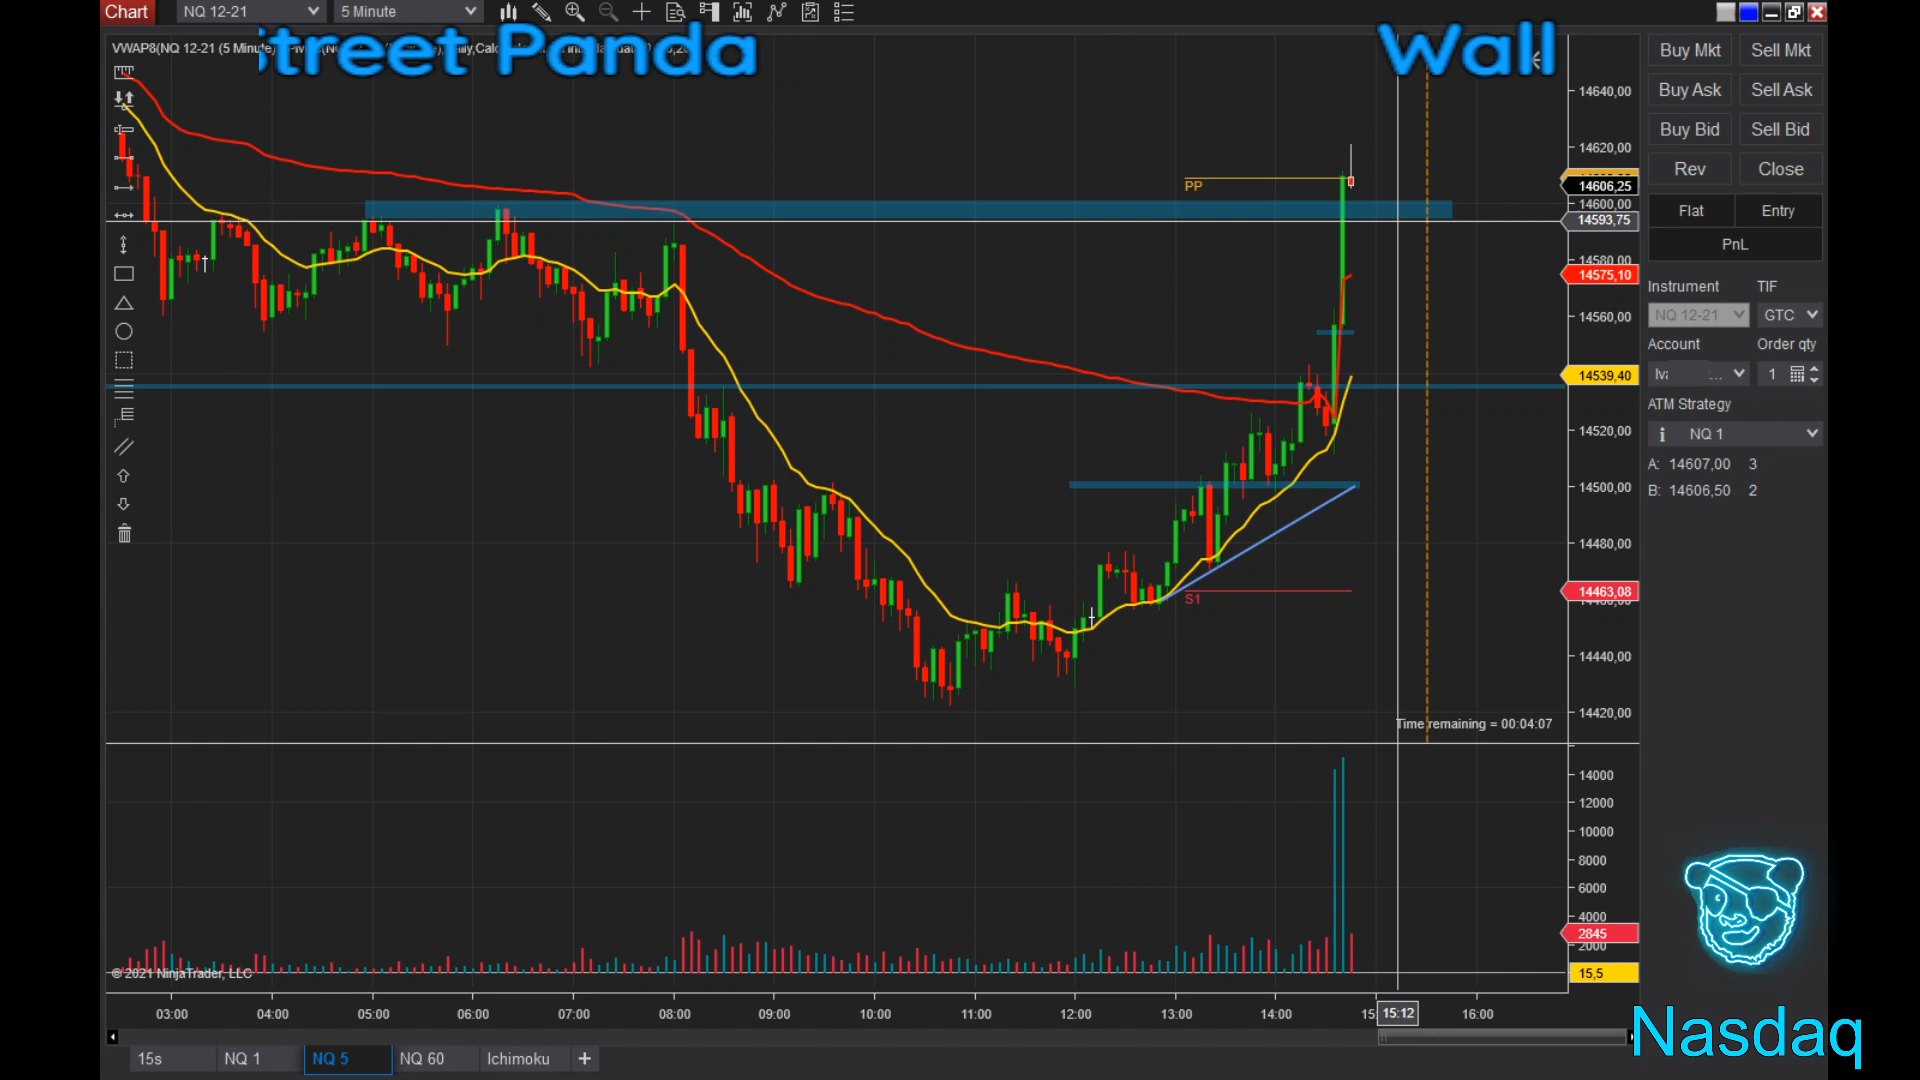 Chart NQ 12-21 5 Minute
VWAP8(NQ 12-21 (5 Minute)
Street Panda Wall
Buy Mkt Sell Mkt
Buy Ask Sell Ask
Buy Bid Sell Bid
Rev Close
Flat Entry
PnL
Instrument TIF
NQ 12-21 GTC
Account Order qty
1
ATM Strategy
NQ 1
A: 14607,00 3
B: 14606,50 2
14640,00
14620,00
14606,25
14600,00
14593,75
14580,00
14575,10
14560,00
14539,40
14520,00
14500,00
14480,00
14463,08
14440,00
14420,00
PP
S1
Time remaining = 00:04:07
14000
12000
10000
8000
6000
4000
2845
2000
15,5
© 2021 NinjaTrader, LLC
03:00 04:00 05:00 06:00 07:00 08:00 09:00 10:00 11:00 12:00 13:00 14:00 15:12 16:00
15s NQ 1 NQ 5 NQ 60 Ichimoku +
Nasdaq